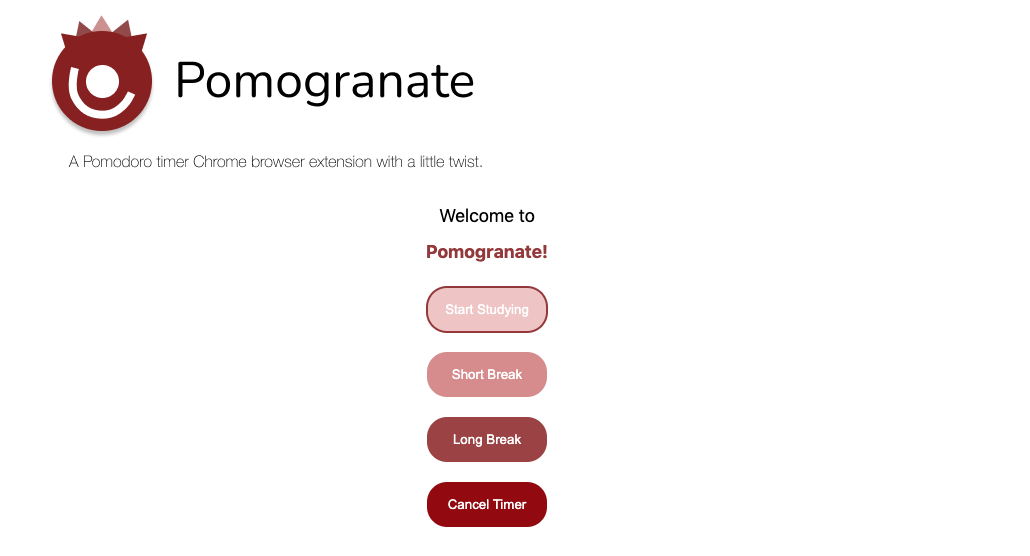 Pomogranate
A Pomodoro timer Chrome browser extension with a little twist.
Welcome to
Pomogranate!
Start Studying
Short Break
Long Break
Cancel Timer